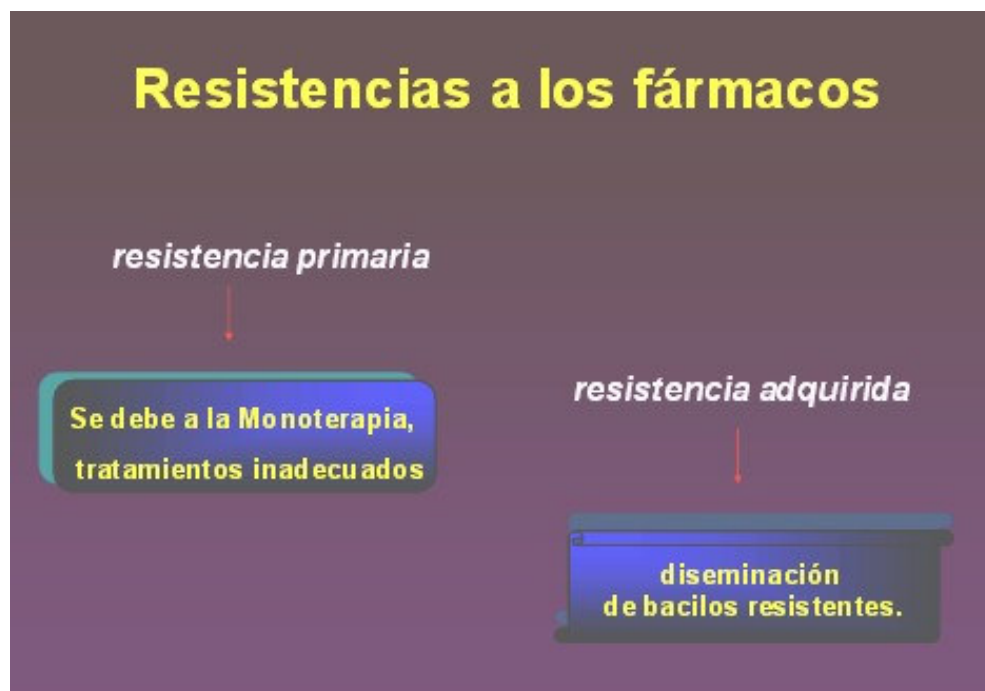 Resistencias a los fármacos
resistencia primaria
Se debe a la Monoterapia,
tratamientos inadecuados
resistencia adquirida
diseminación
de bacilos resistentes.